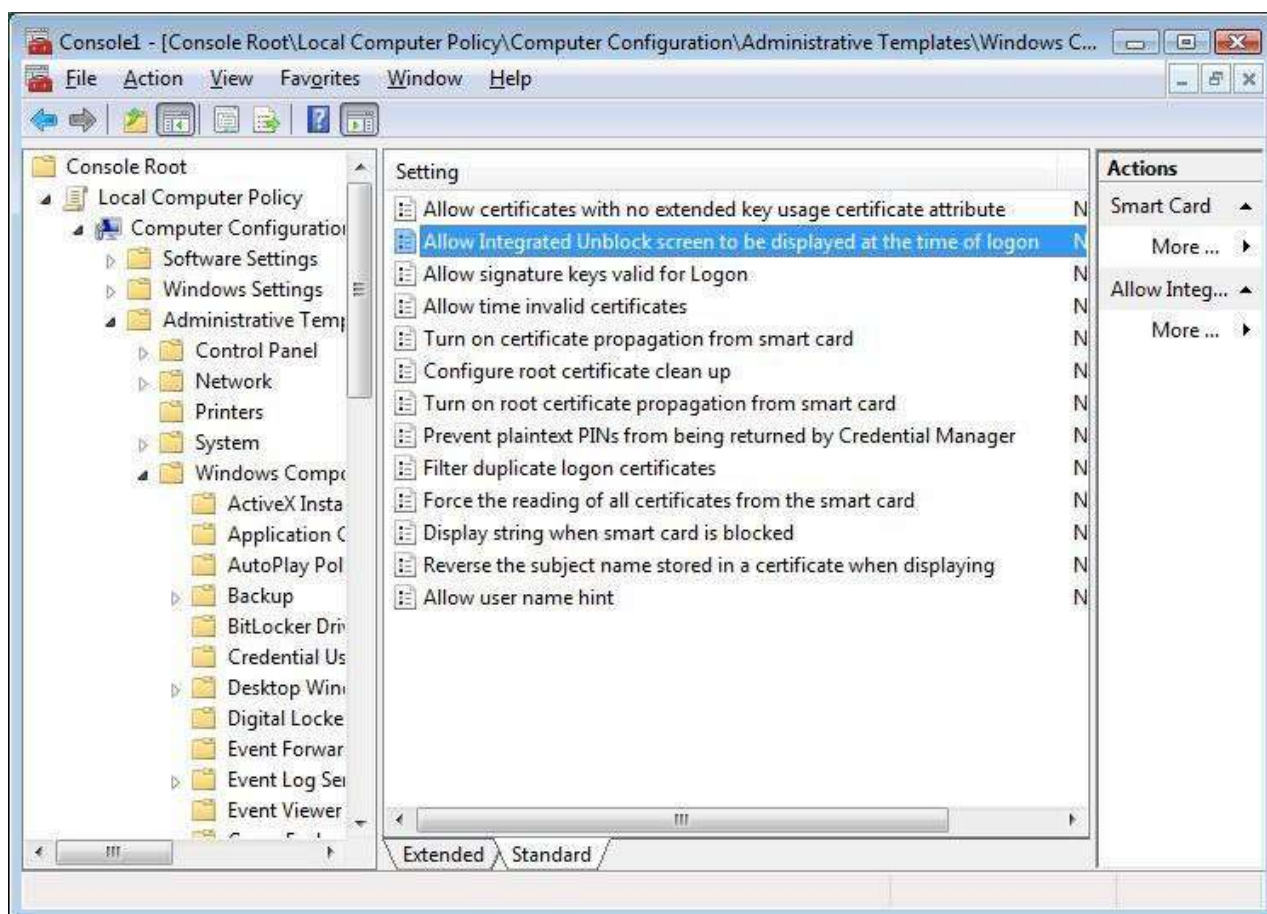 Console1 - [Console Root\Local Computer Policy\Computer Configuration\Administrative Templates\Windows C...
File Action View Favorites Window Help
Console Root
Local Computer Policy
Computer Configuration
Software Settings
Windows Settings
Administrative Temp
Control Panel
Network
Printers
System
Windows Compo
ActiveX Insta
Application C
AutoPlay Pol
Backup
BitLocker Driv
Credential Us
Desktop Wind
Digital Locke
Event Forwar
Event Log Ser
Event Viewer
Setting
Allow certificates with no extended key usage certificate attribute N
Allow Integrated Unblock screen to be displayed at the time of logon N
Allow signature keys valid for Logon N
Allow time invalid certificates N
Turn on certificate propagation from smart card N
Configure root certificate clean up N
Turn on root certificate propagation from smart card N
Prevent plaintext PINs from being returned by Credential Manager N
Filter duplicate logon certificates N
Force the reading of all certificates from the smart card N
Display string when smart card is blocked N
Reverse the subject name stored in a certificate when displaying N
Allow user name hint N
Extended Standard
Actions
Smart Card
More ...
Allow Integ...
More ...